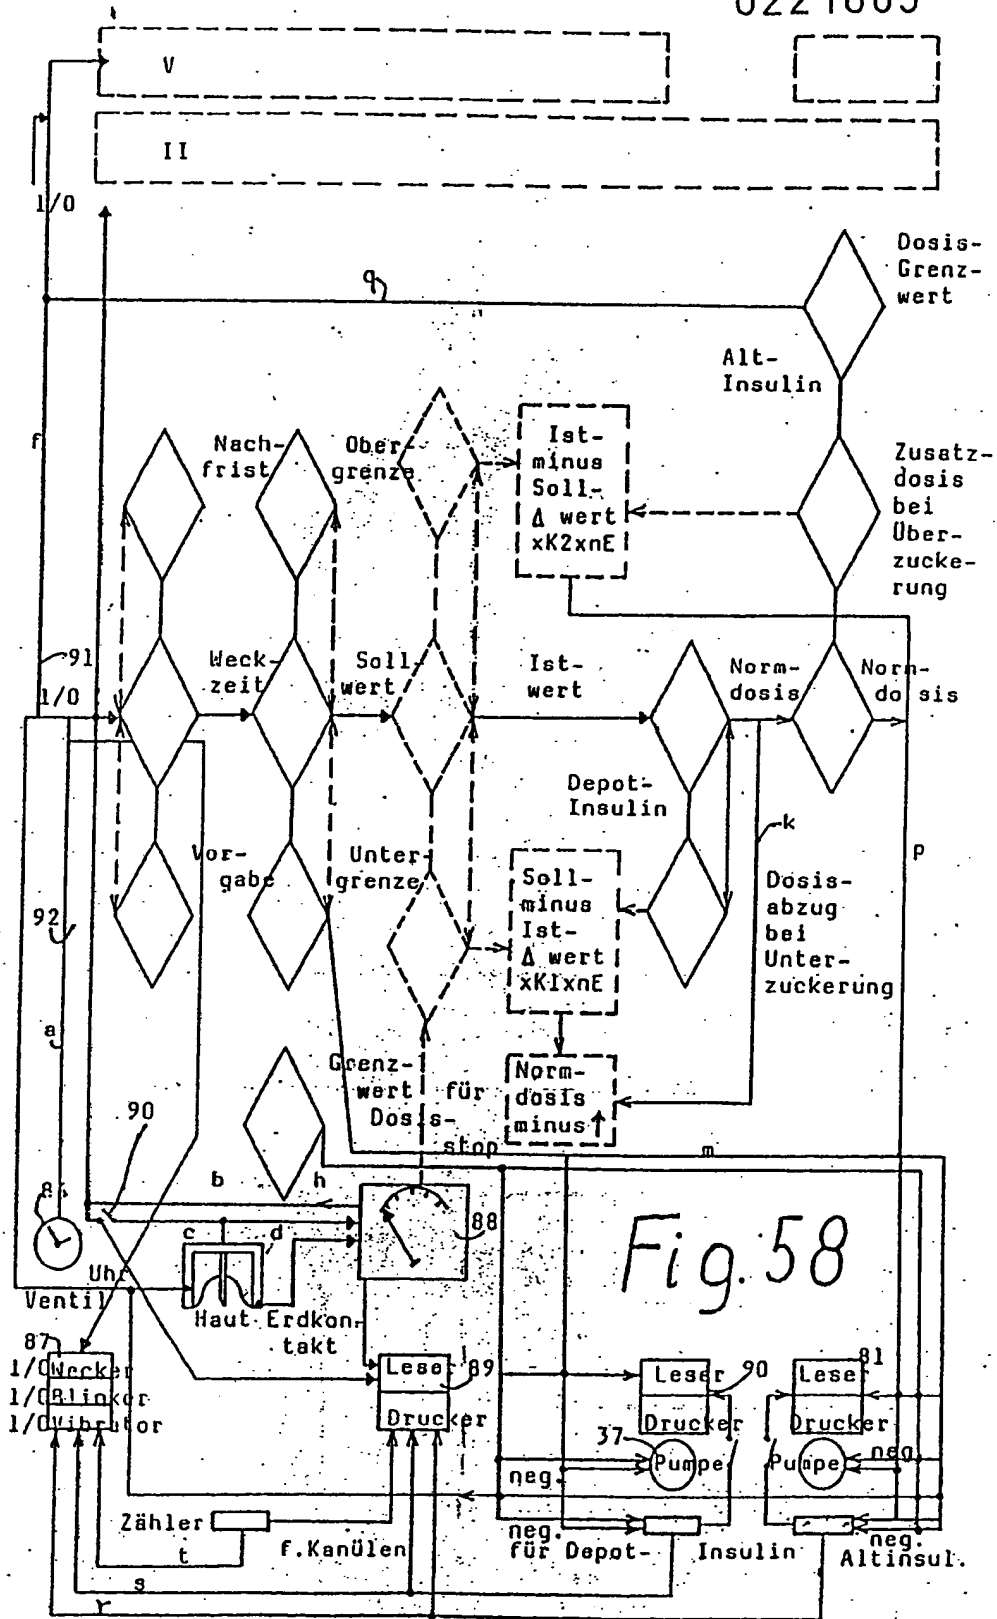 0221005
V
II
1/0
q
Dosis-
Grenz-
wert
Alt-
Insulin
f
Nach-
frist
Ober-
grenze
Ist-
minus
Soll-
Δ wert
xK2xnE
Zusatz-
dosis
bei
Über-
zucke-
rung
91
1/0
Weck-
zeit
Soll-
wert
Ist-
wert
Norm-
dosis
Norm-
dosis
Depot-
Insulin
k
p
Vor-
gabe
Unter-
grenze
Soll-
minus
Ist-
Δ wert
xK1xnE
Dosis-
abzug
bei
Unter-
zuckerung
92
a
Grenz-
wert für
Dosis-
stop
Norm-
dosis
minus
m
90
b
h
c
d
88
Uhr
Ventil
Haut
Erdkon-
takt
Fig. 58
87
1/0 Wecker
1/0 Blinker
1/0 Vibrator
Leser
89
Drucker
Leser
90
Drucker
Leser
81
Drucker
37
Pumpe
Pumpe
neg.
neg.
Zähler
f.Kanülen
t
neg.
für Depot-
Insulin
neg.
Altinsul.
s
r